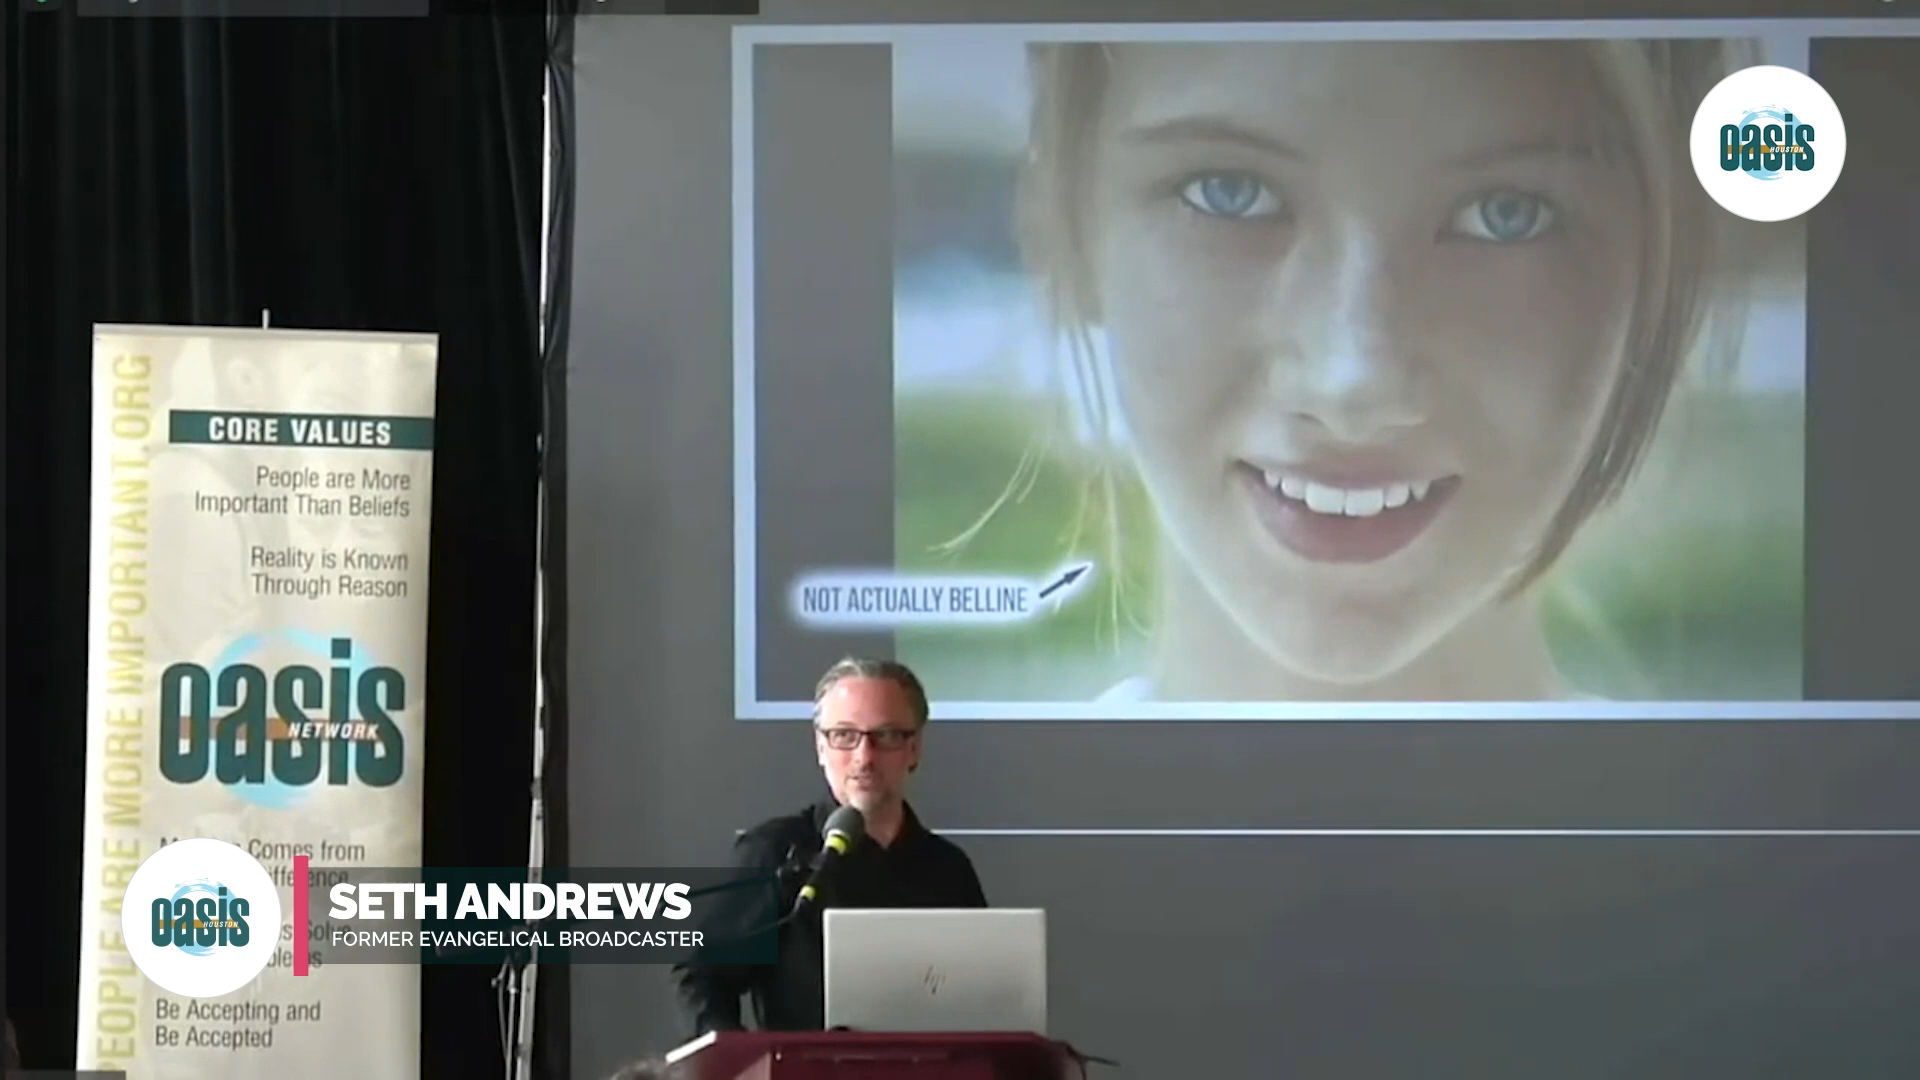 oasis
HOUSTON
NOT ACTUALLY BELLINE
PEOPLE ARE MORE IMPORTANT.ORG
CORE VALUES
People are More
Important Than Beliefs
Reality is Known
Through Reason
oasis
NETWORK
Comes from
Be Accepting and
Be Accepted
oasis
HOUSTON
SETH ANDREWS
FORMER EVANGELICAL BROADCASTER
hp